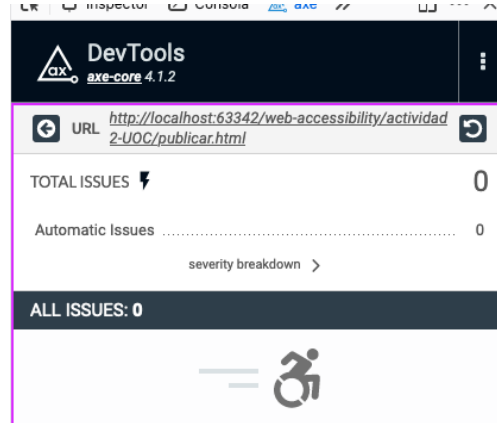 Inspector Consola axe
DevTools
axe-core 4.1.2
URL http://localhost:63342/web-accessibility/actividad
2-UOC/publicar.html
TOTAL ISSUES 0
Automatic Issues 0
severity breakdown
ALL ISSUES: 0